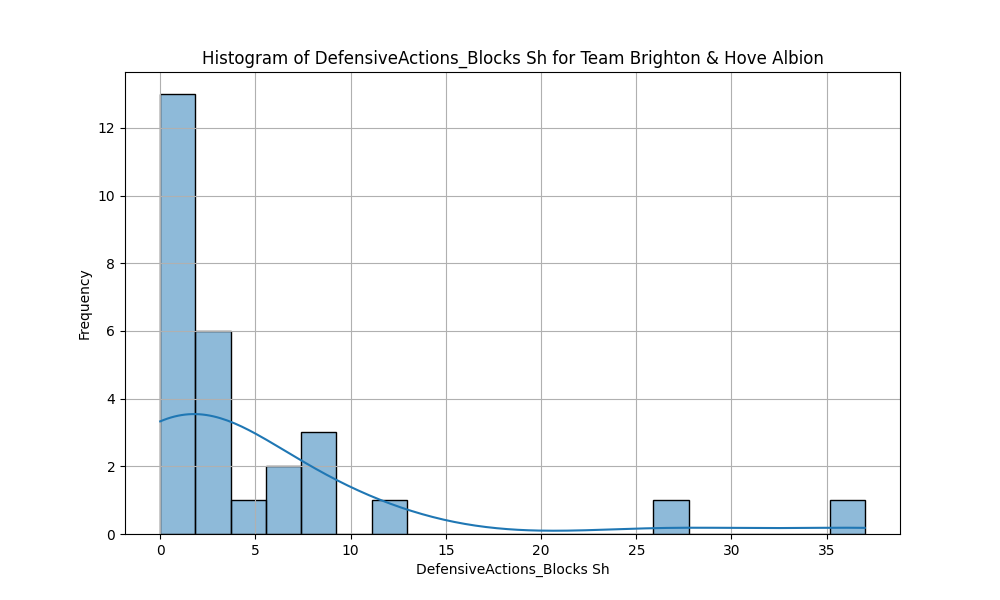 Histogram of DefensiveActions_Blocks Sh for Team Brighton & Hove Albion
Frequency
12
10
8
6
4
2
0
0 5 10 15 20 25 30 35
DefensiveActions_Blocks Sh